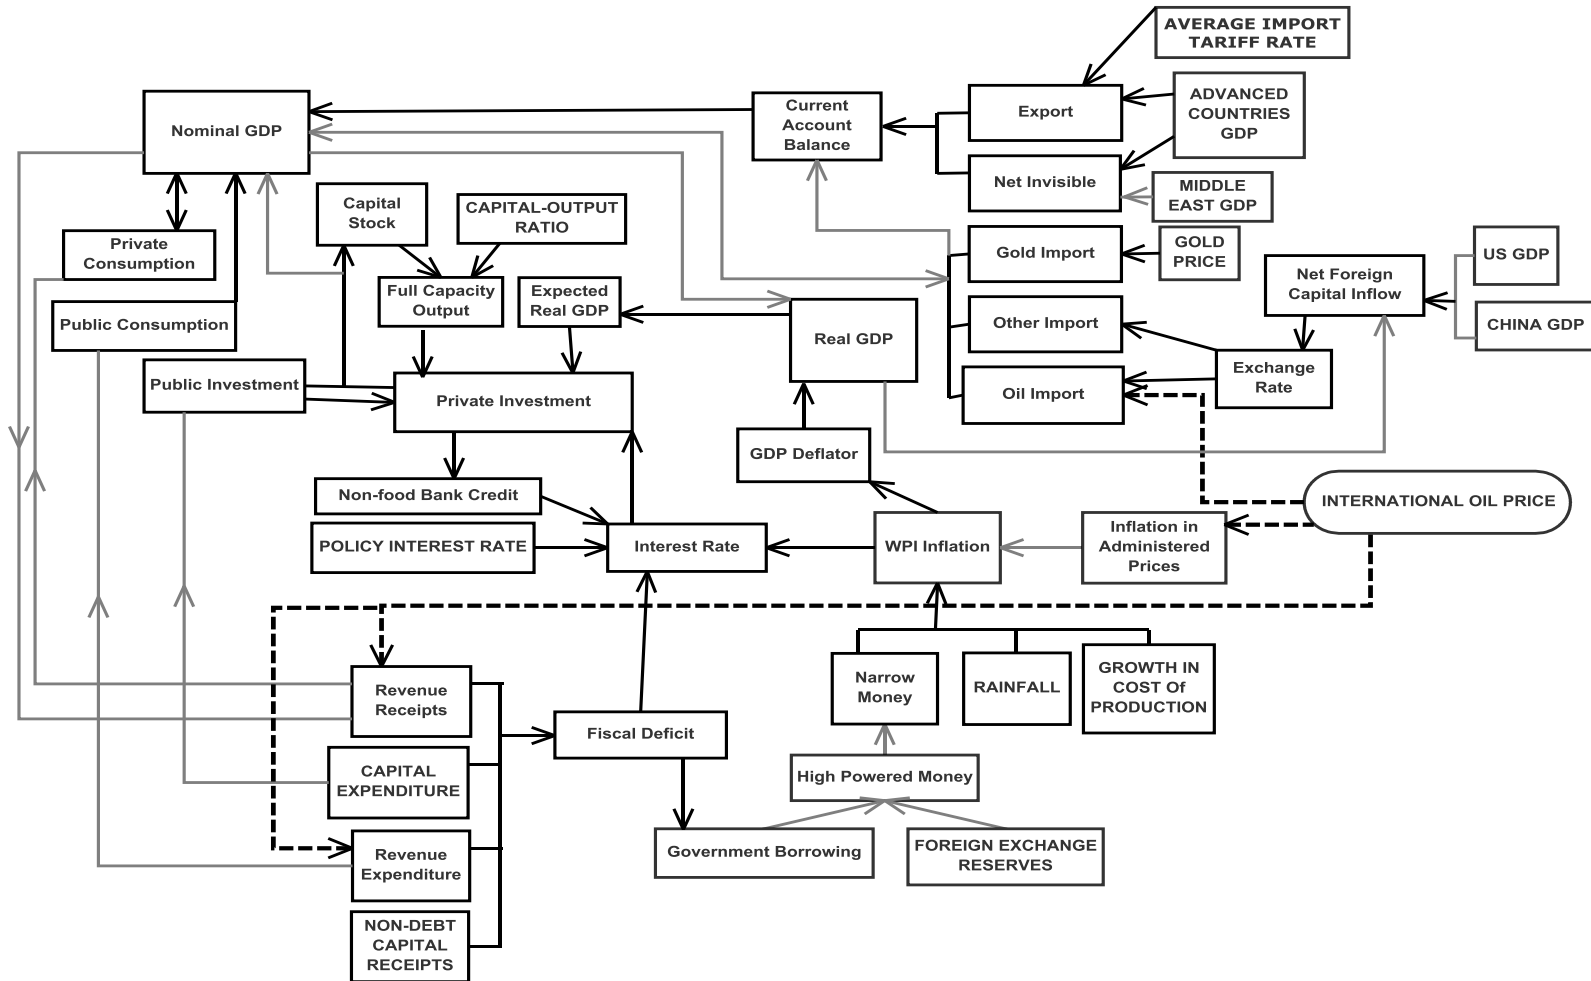 AVERAGE IMPORT
TARIFF RATE
Nominal GDP
Current
Account
Balance
Export
ADVANCED
COUNTRIES
GDP
Net Invisible
MIDDLE
EAST GDP
Capital
Stock
CAPITAL-OUTPUT
RATIO
Private
Consumption
Gold Import
GOLD
PRICE
US GDP
Net Foreign
Capital Inflow
Full Capacity
Output
Expected
Real GDP
Public Consumption
Real GDP
Other Import
CHINA GDP
Exchange
Rate
Public Investment
Private Investment
Oil Import
GDP Deflator
Non-food Bank Credit
INTERNATIONAL OIL PRICE
POLICY INTEREST RATE
Interest Rate
WPI Inflation
Inflation in
Administered
Prices
Revenue
Receipts
Narrow
Money
RAINFALL
GROWTH IN
COST Of
PRODUCTION
Fiscal Deficit
CAPITAL
EXPENDITURE
High Powered Money
Revenue
Expenditure
Government Borrowing
FOREIGN EXCHANGE
RESERVES
NON-DEBT
CAPITAL
RECEIPTS